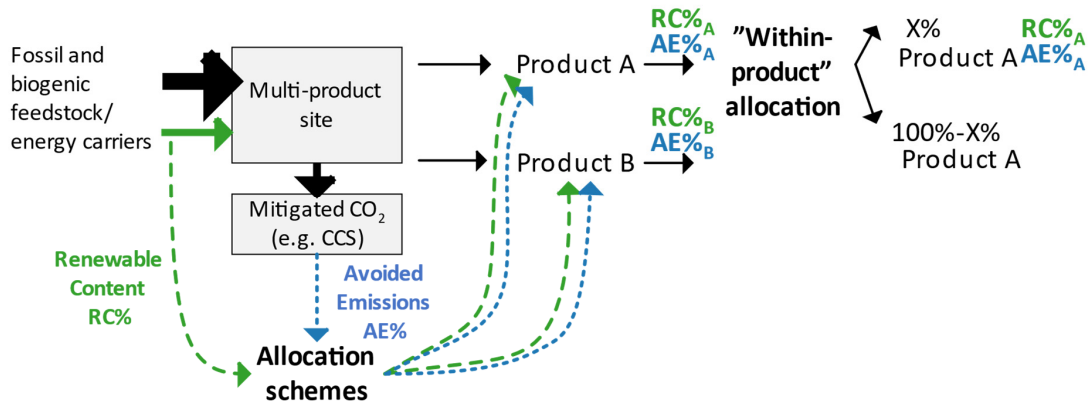 Fossil and
biogenic
feedstock/
energy carriers
Multi-product
site
Mitigated CO₂
(e.g. CCS)
Renewable
Content
RC%
Avoided
Emissions
AE%
Allocation
schemes
Product A
RC%A
AE%A
Product B
RC%B
AE%B
”Within-
product”
allocation
X%
Product A
RC%A
AE%A
100%-X%
Product A